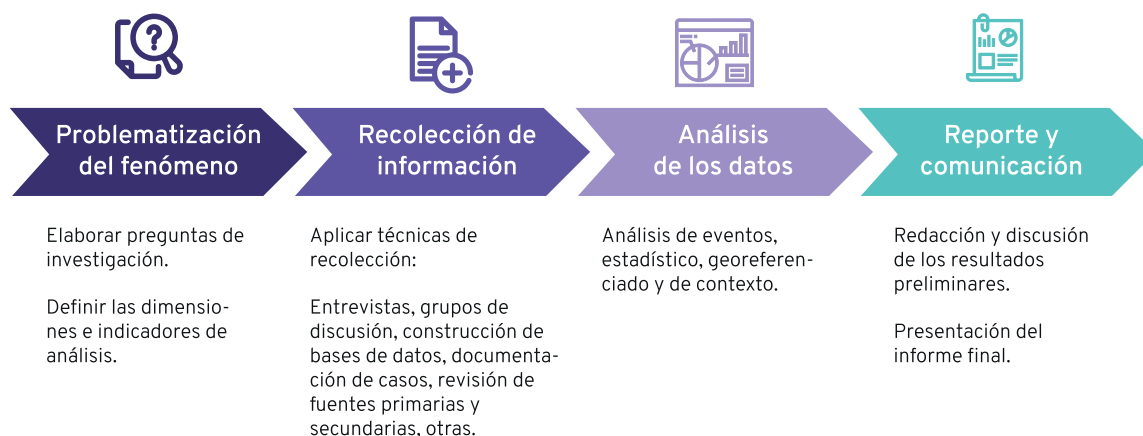 Problematización
del fenómeno
Elaborar preguntas de
investigación.
Definir las dimensio-
nes e indicadores de
análisis.
Recolección de
información
Aplicar técnicas de
recolección:
Entrevistas, grupos de
discusión, construcción de
bases de datos, documenta-
ción de casos, revisión de
fuentes primarias y
secundarias, otras.
Análisis
de los datos
Análisis de eventos,
estadístico, georeferen-
ciado y de contexto.
Reporte y
comunicación
Redacción y discusión
de los resultados
preliminares.
Presentación del
informe final.